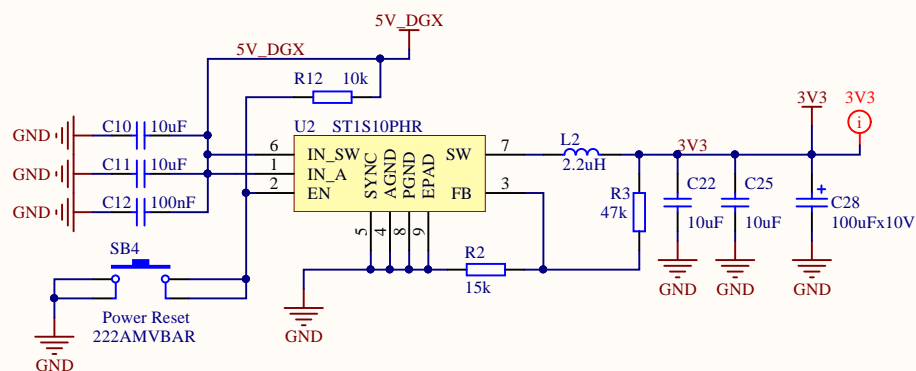 5V_DGX
5V_DGX
R12 10k
3V3 3V3
i
GND C10 10uF
U2 ST1S10PHR
6 IN_SW SW 7 L2 3V3
2.2uH
GND C11 10uF
1 IN_A
2 EN FB 3
SYNC AGND PGND EPAD
5 4 8 9
GND C12 100nF
R3
47k
C22
10uF
C25
10uF
+
C28
100uFx10V
SB4
R2
15k
GND GND GND
GND
Power Reset
222AMVBAR
GND